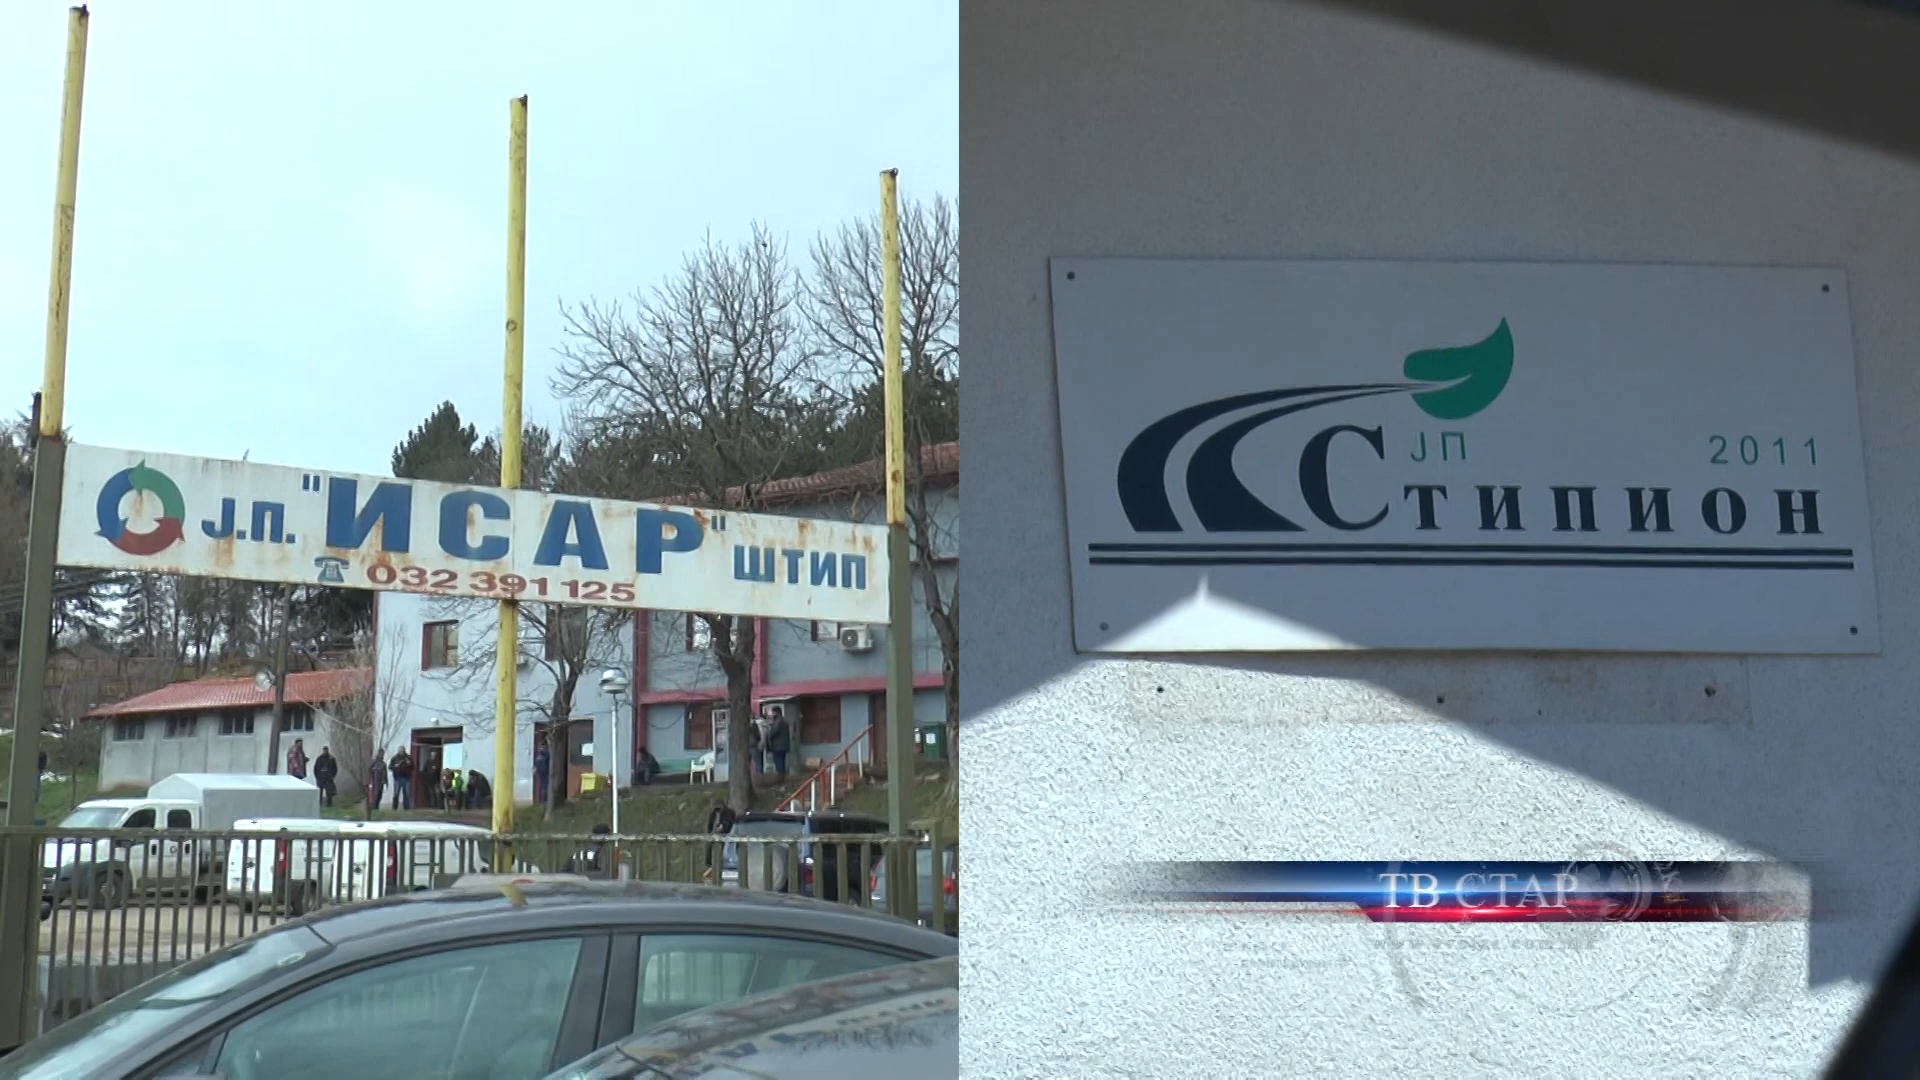 Ј.П. "ИСАР" ШТИП
032 391 125
ЈП 2011
Стипион
ТВ СТАР